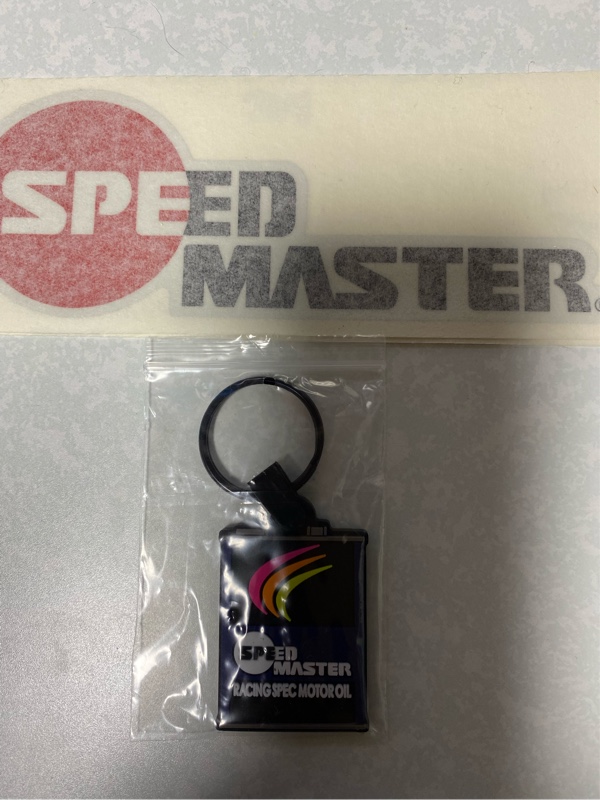 SPEED
MASTER
SPEED
MASTER
RACING SPEC MOTOR OIL